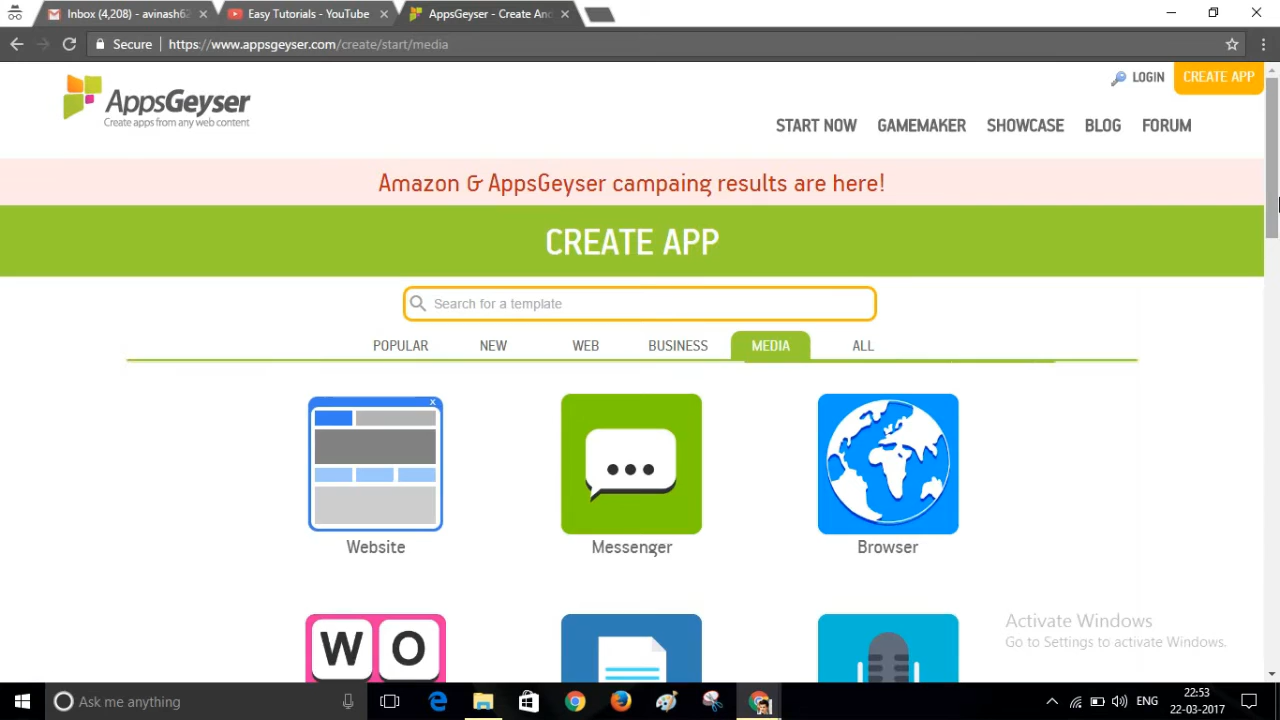 Inbox (4,208) - avinash62
Easy Tutorials - YouTube
AppsGeyser - Create And
Secure
https://www.appsgeyser.com/create/start/media
LOGIN
CREATE APP
AppsGeyser
Create apps from any web content
START NOW
GAMEMAKER
SHOWCASE
BLOG
FORUM
Amazon & AppsGeyser campaing results are here!
CREATE APP
Search for a template
POPULAR
NEW
WEB
BUSINESS
MEDIA
ALL
X
Website
Messenger
Browser
W O
Activate Windows
Go to Settings to activate Windows.
Ask me anything
ENG
22:53
22-03-2017